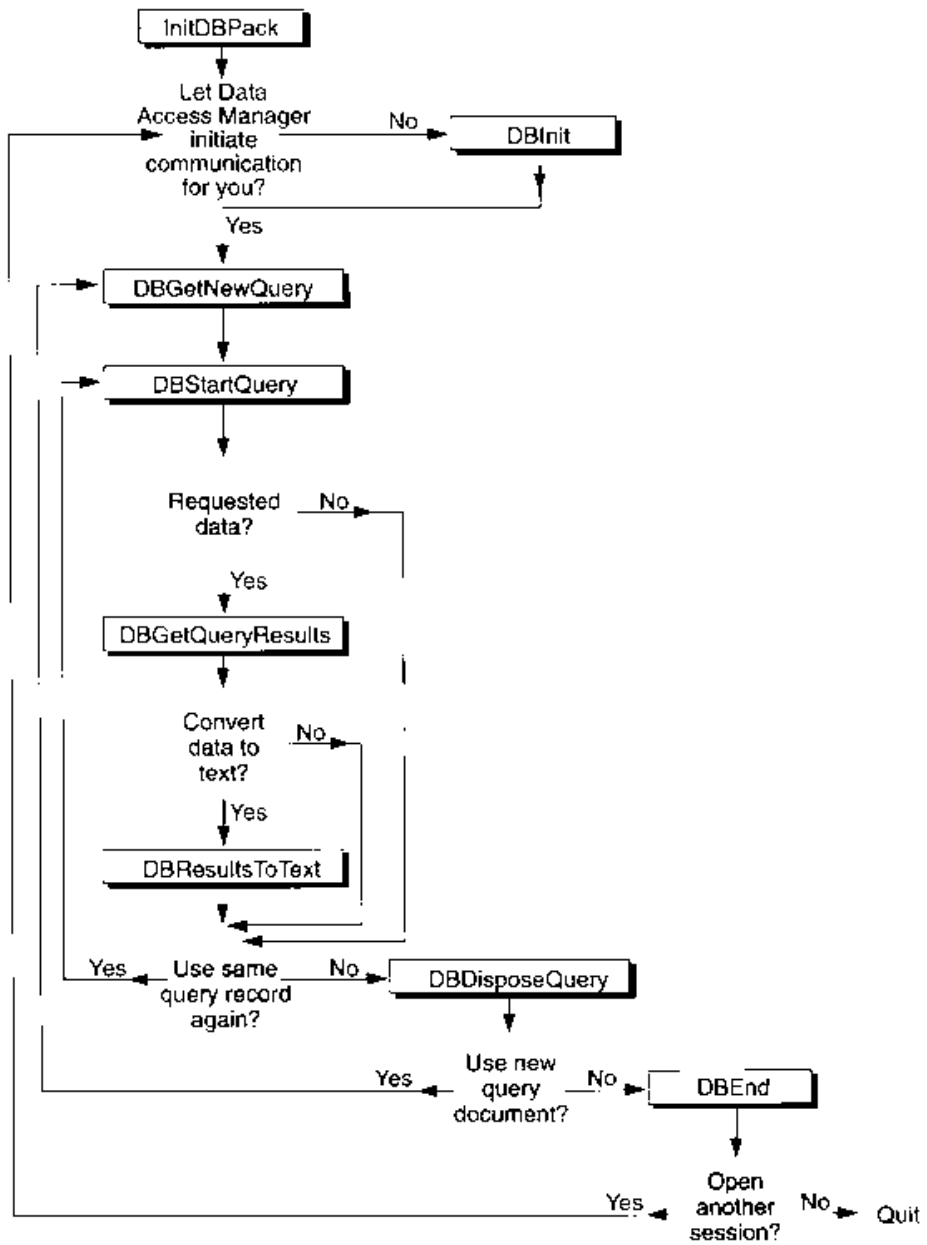 InitDBPack
Let Data
Access Manager
initiate
communication
for you?
No
DBInit
Yes
DBGetNewQuery
DBStartQuery
Requested
data?
No
Yes
DBGetQueryResults
Convert
data to
text?
No
Yes
DBResultsToText
Yes
Use same
query record
again?
No
DBDisposeQuery
Yes
Use new
query
document?
No
DBEnd
Yes
Open
another
session?
No
Quit